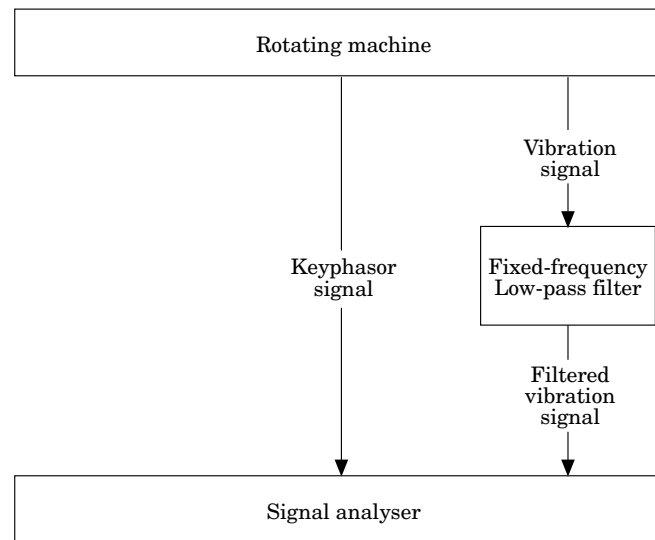 Rotating machine
Vibration
signal
Keyphasor
signal
Fixed-frequency
Low-pass filter
Filtered
vibration
signal
Signal analyser